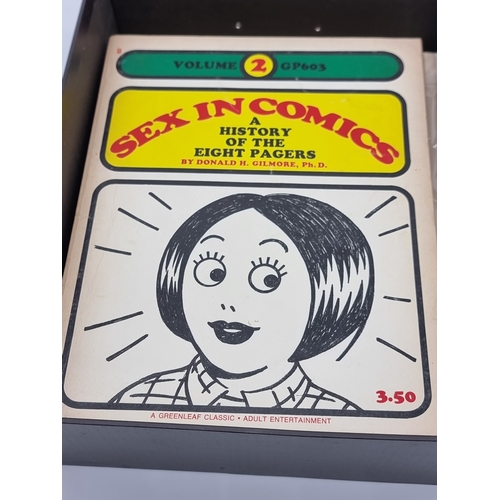 VOLUME 2 GP603
SEX IN COMICS
A
HISTORY
OF THE
EIGHT PAGERS
BY DONALD H. GILMORE, Ph.D.
3.50
A GREENLEAF CLASSIC • ADULT ENTERTAINMENT